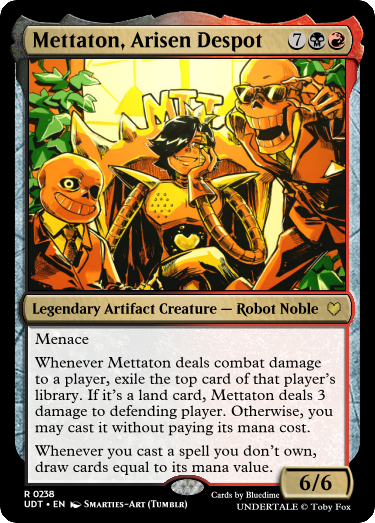 Mettaton, Arisen Despot 7
MTT
Legendary Artifact Creature — Robot Noble
Menace
Whenever Mettaton deals combat damage
to a player, exile the top card of that player's
library. If it's a land card, Mettaton deals 3
damage to defending player. Otherwise, you
may cast it without paying its mana cost.
Whenever you cast a spell you don't own,
draw cards equal to its mana value.
6/6
R 0238
Cards by Bluedime
UDT • EN Smarties-Art (Tumblr)
UNDERTALE © Toby Fox